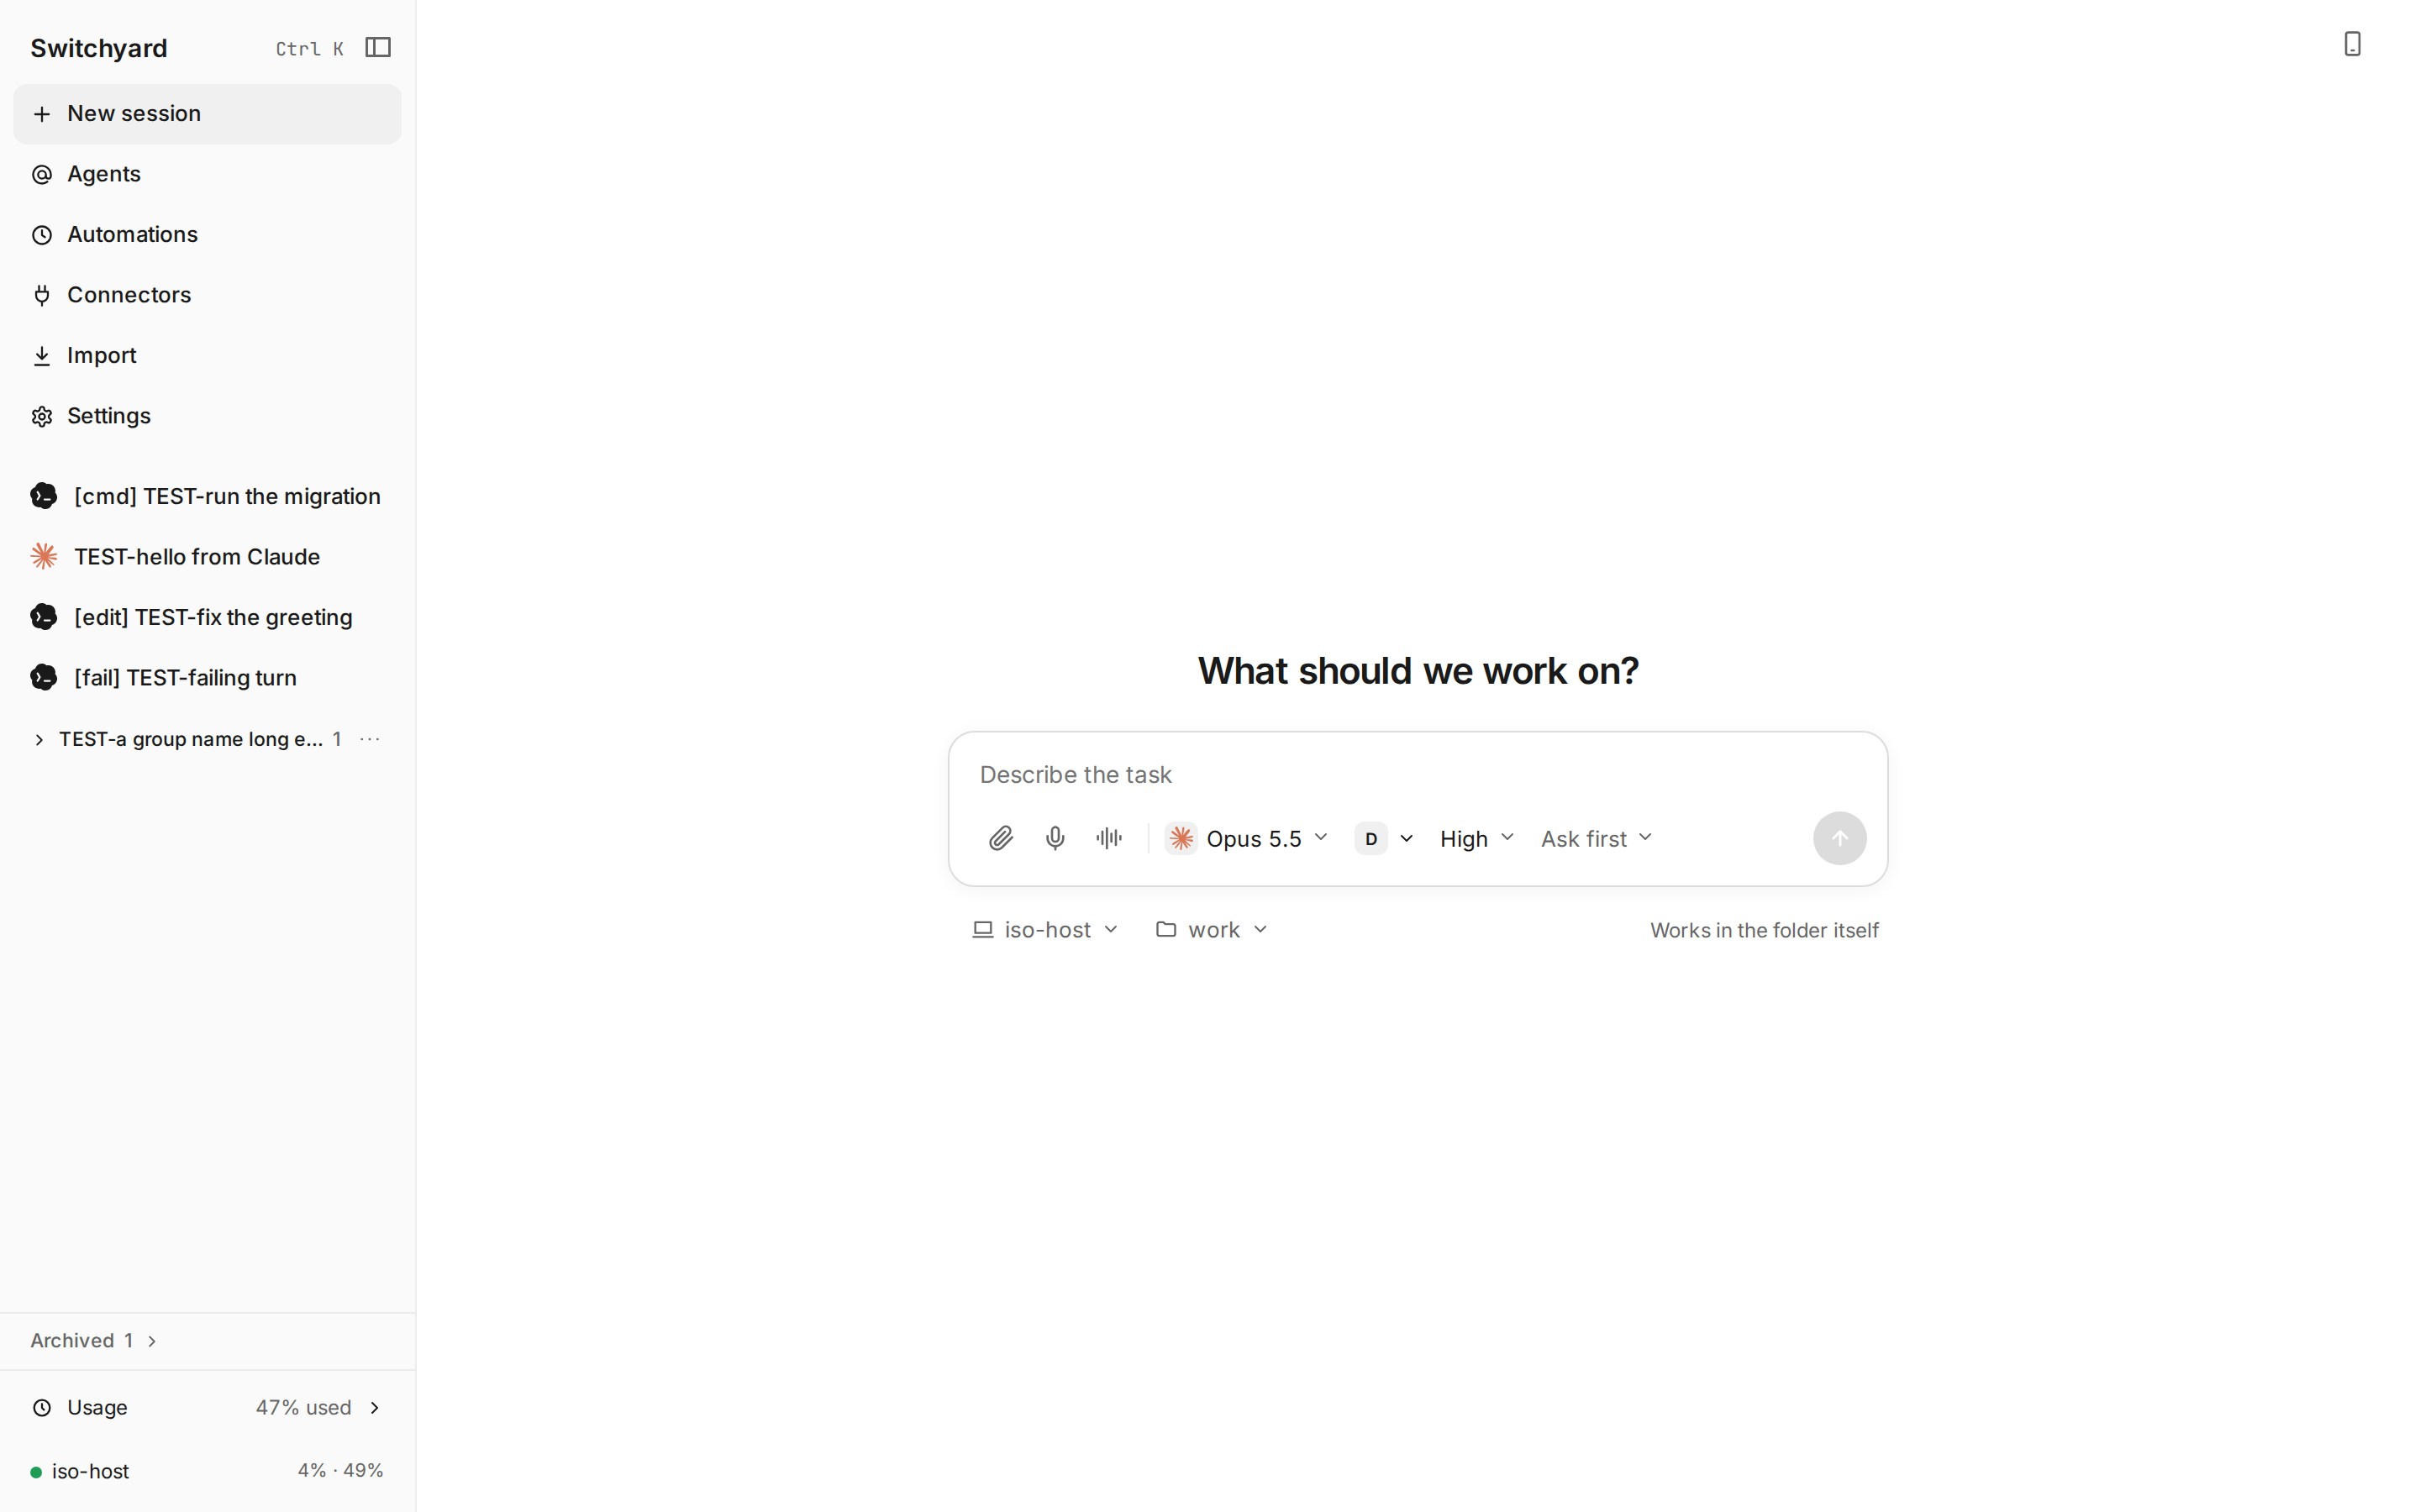 Switchyard Ctrl K
New session
Agents
Automations
Connectors
Import
Settings
[cmd] TEST-run the migration
TEST-hello from Claude
[edit] TEST-fix the greeting
[fail] TEST-failing turn
TEST-a group name long e... 1 ...
Archived 1
Usage 47% used
iso-host 4% · 49%
What should we work on?
Describe the task
Opus 5.5 D High Ask first
iso-host work Works in the folder itself